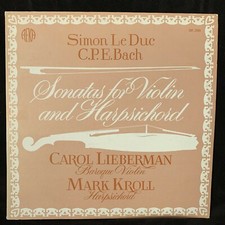 Simon Le Duc
C.P.E. Bach
Sonatas for Violin
and Harpsichord
CAROL LIEBERMAN
Baroque Violin
MARK KROLL
Harpsichord